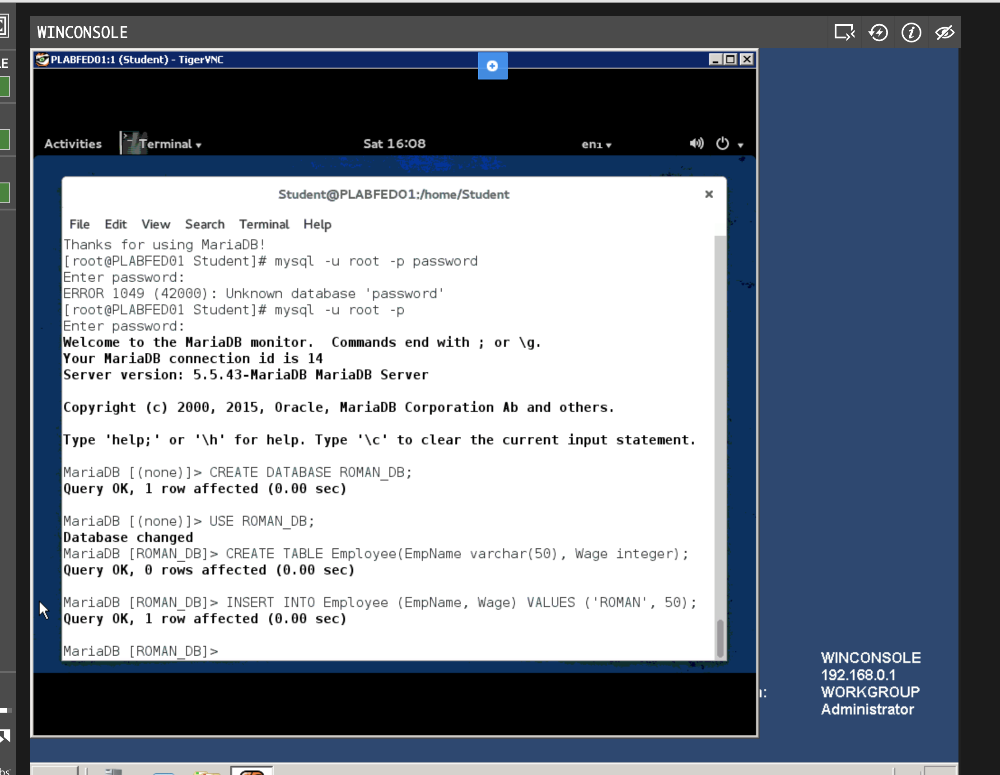 WINCONSOLE
PLABFED01:1 (Student) - TigerVNC
Activities Terminal Sat 16:08 en1
Student@PLABFED01:/home/Student
File Edit View Search Terminal Help
Thanks for using MariaDB!
[root@PLABFED01 Student]# mysql -u root -p password
Enter password:
ERROR 1049 (42000): Unknown database 'password'
[root@PLABFED01 Student]# mysql -u root -p
Enter password:
Welcome to the MariaDB monitor.  Commands end with ; or \g.
Your MariaDB connection id is 14
Server version: 5.5.43-MariaDB MariaDB Server
Copyright (c) 2000, 2015, Oracle, MariaDB Corporation Ab and others.
Type 'help;' or '\h' for help. Type '\c' to clear the current input statement.
MariaDB [(none)]> CREATE DATABASE ROMAN_DB;
Query OK, 1 row affected (0.00 sec)
MariaDB [(none)]> USE ROMAN_DB;
Database changed
MariaDB [ROMAN_DB]> CREATE TABLE Employee(EmpName varchar(50), Wage integer);
Query OK, 0 rows affected (0.00 sec)
MariaDB [ROMAN_DB]> INSERT INTO Employee (EmpName, Wage) VALUES ('ROMAN', 50);
Query OK, 1 row affected (0.00 sec)
MariaDB [ROMAN_DB]>
WINCONSOLE
192.168.0.1
WORKGROUP
Administrator